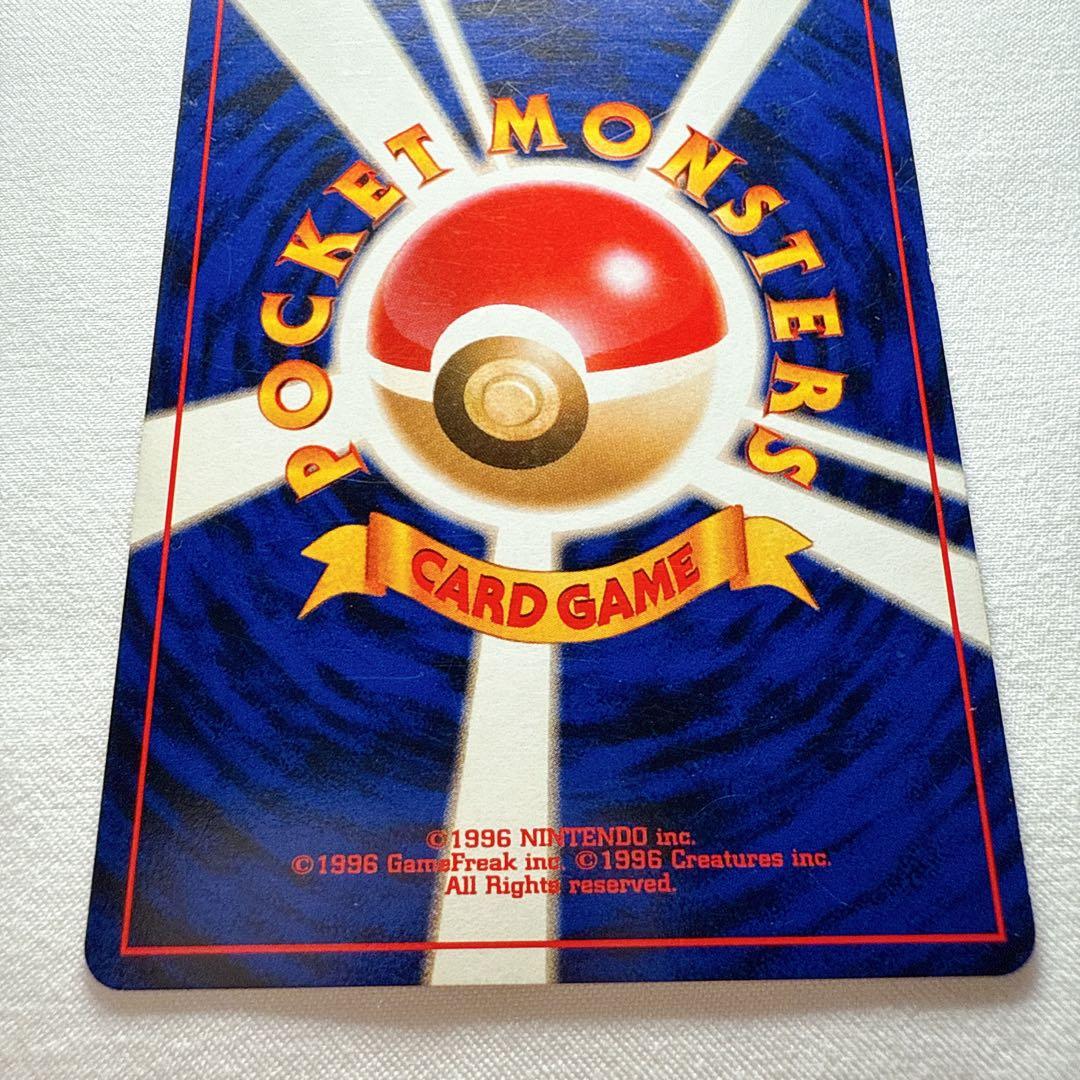 POCKET MONSTERS
CARD GAME
©1996 NINTENDO inc.
©1996 GameFreak inc. ©1996 Creatures inc.
All Rights reserved.